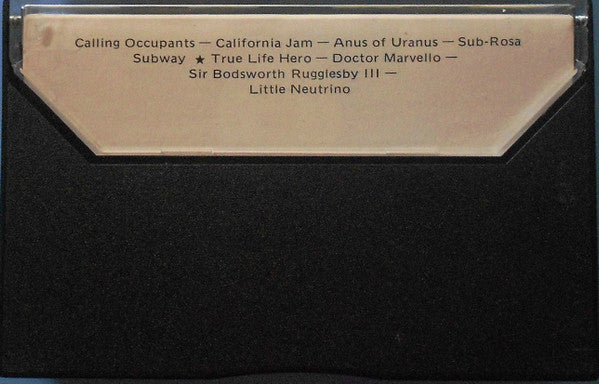 Calling Occupants — California Jam — Anus of Uranus — Sub-Rosa
Subway ★ True Life Hero — Doctor Marvello —
Sir Bodsworth Rugglesby III —
Little Neutrino